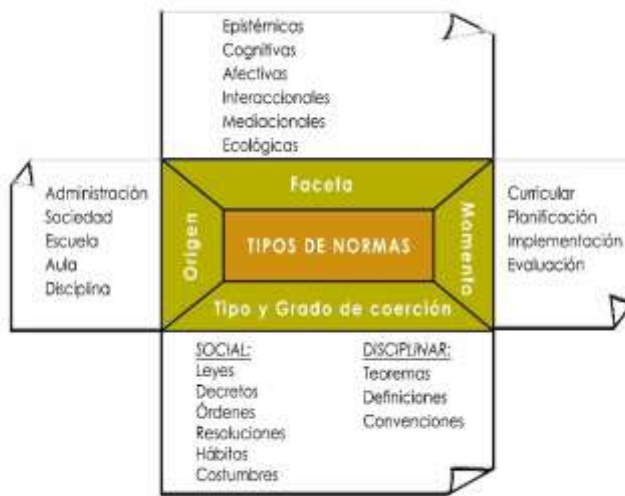 Epistémicas
Cognitivas
Afectivas
Interaccionales
Mediacionales
Ecológicas
Faceta
Administración
Sociedad
Escuela
Aula
Disciplina
Origen
TIPOS DE NORMAS
Momento
Curricular
Planificación
Implementación
Evaluación
Tipo y Grado de coerción
SOCIAL:
Leyes
Decretos
Órdenes
Resoluciones
Hábitos
Costumbres
DISCIPLINAR:
Teoremas
Definiciones
Convenciones